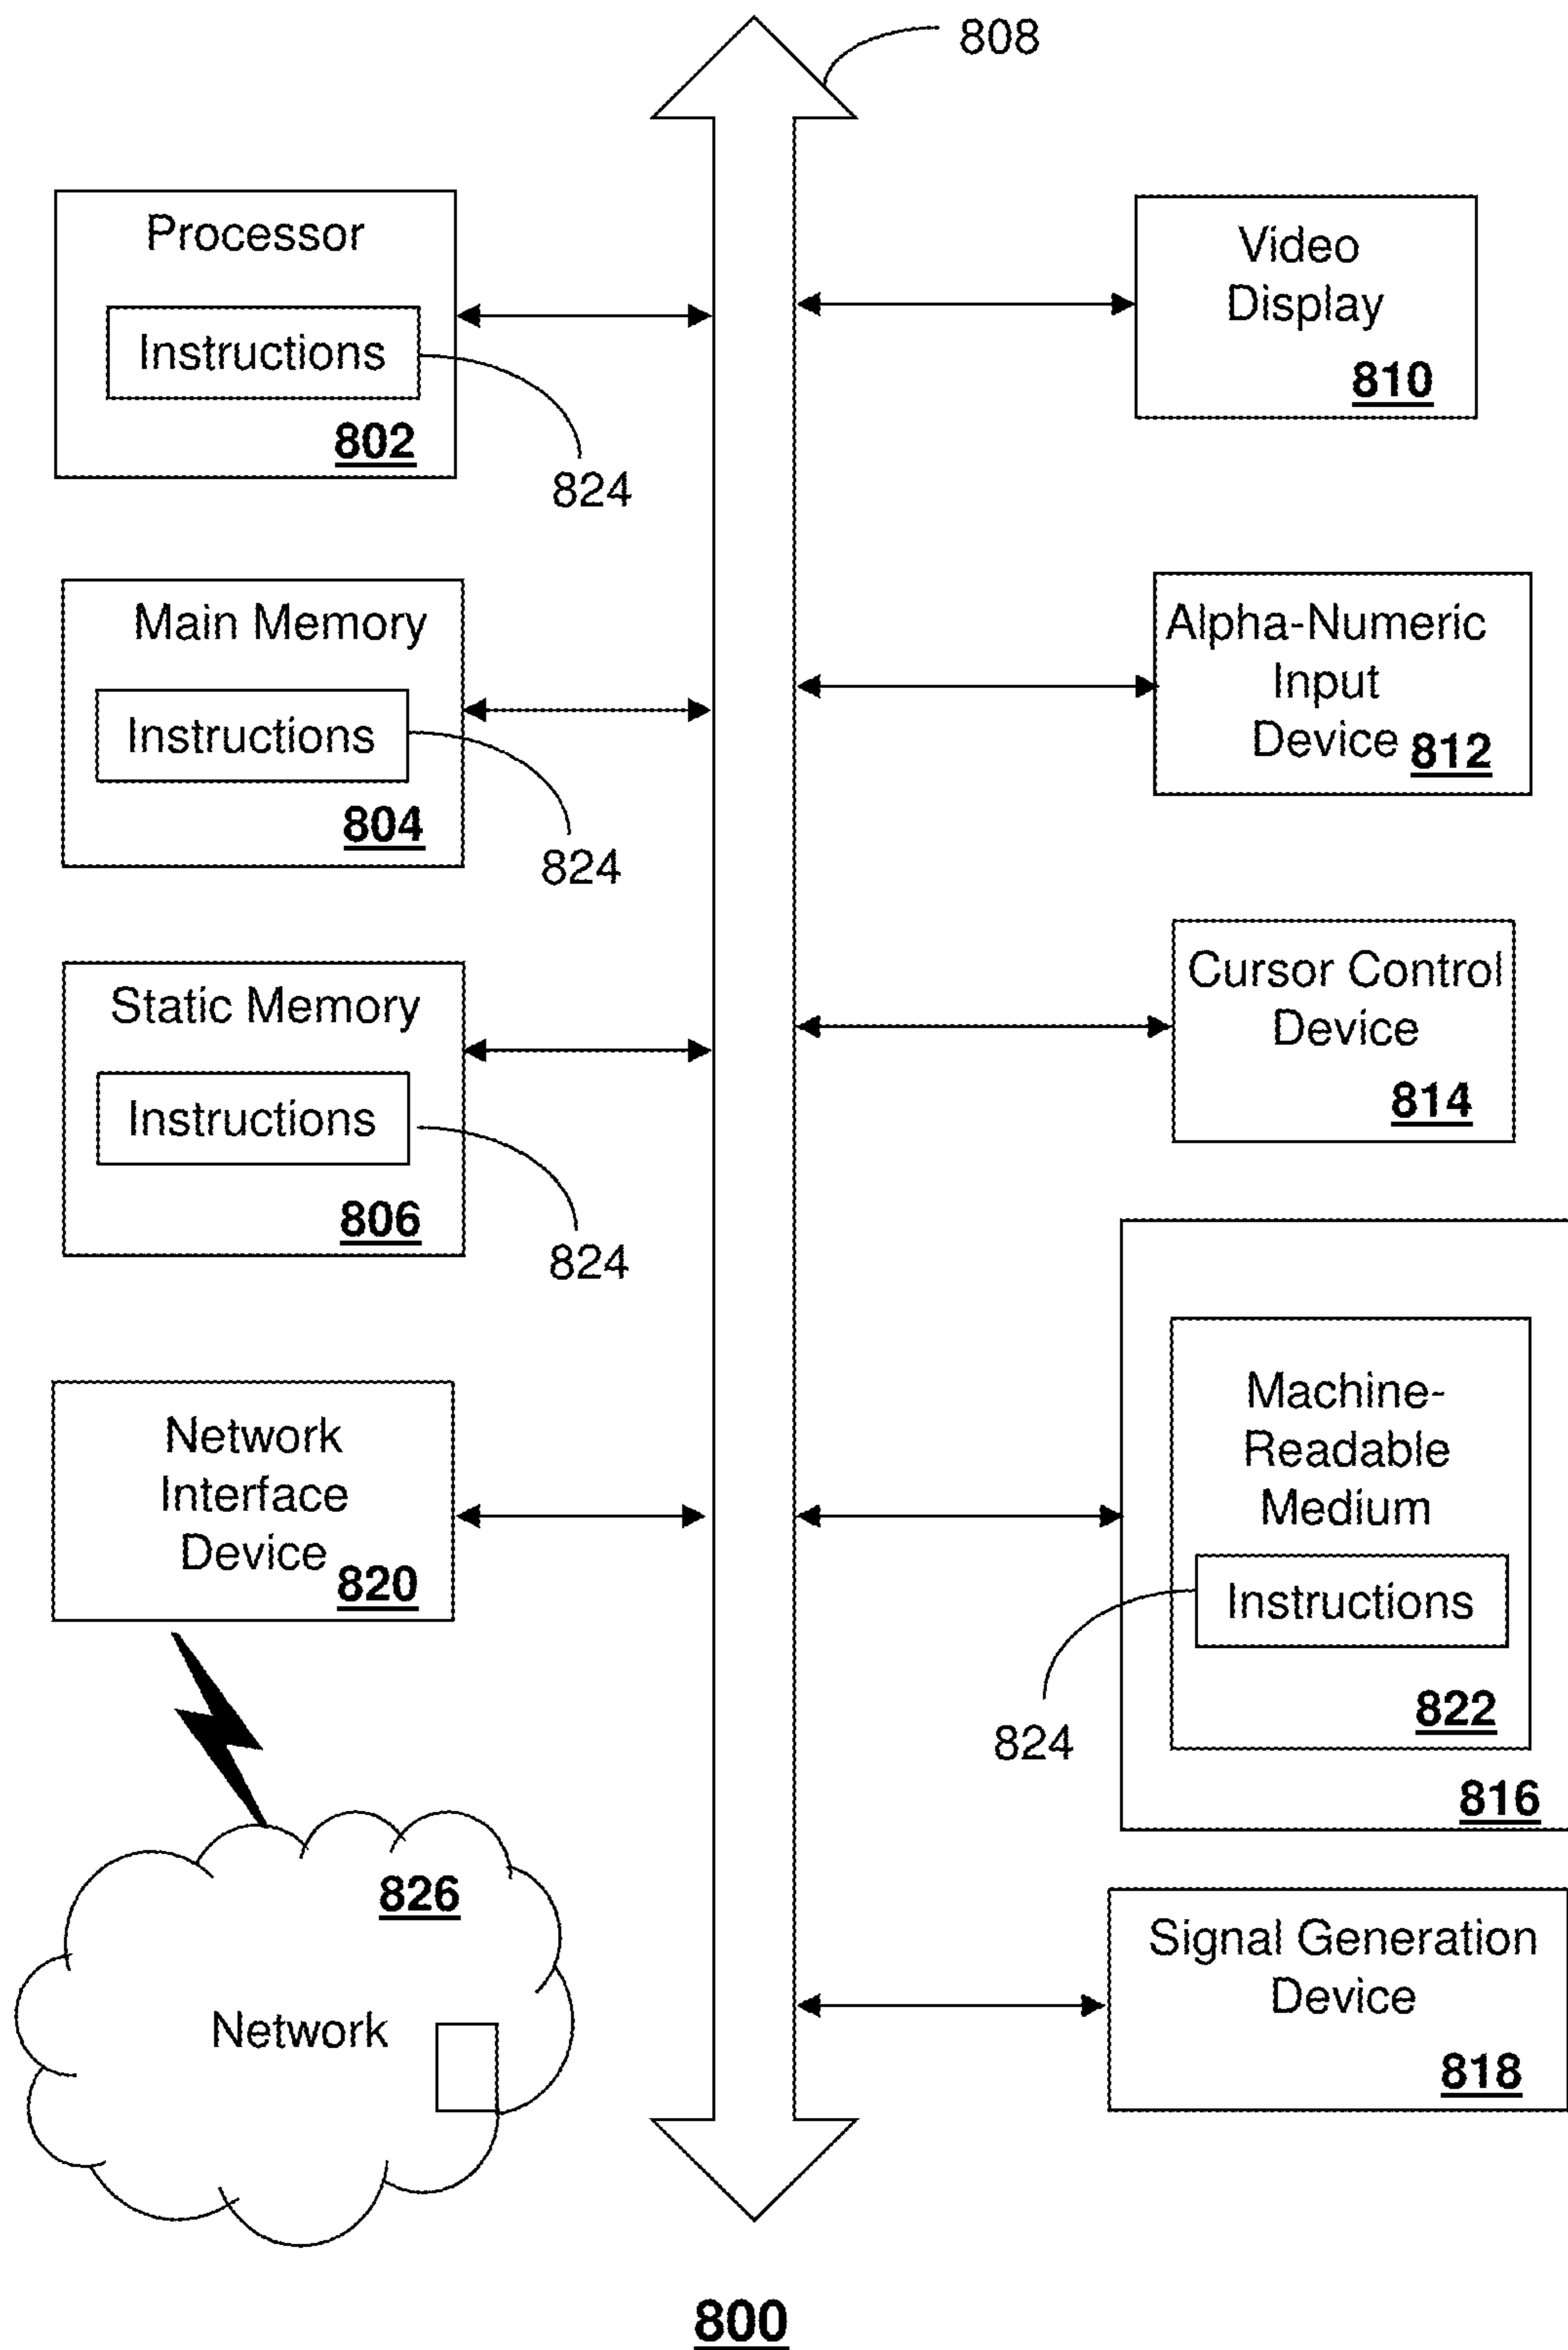 808
Processor
Instructions
802
824
Main Memory
Instructions
804
824
Static Memory
Instructions
806
824
Network
Interface
Device
820
826
Network
Video
Display
810
Alpha-Numeric
Input
Device 812
Cursor Control
Device
814
Machine-
Readable
Medium
Instructions
822
824
816
Signal Generation
Device
818
800